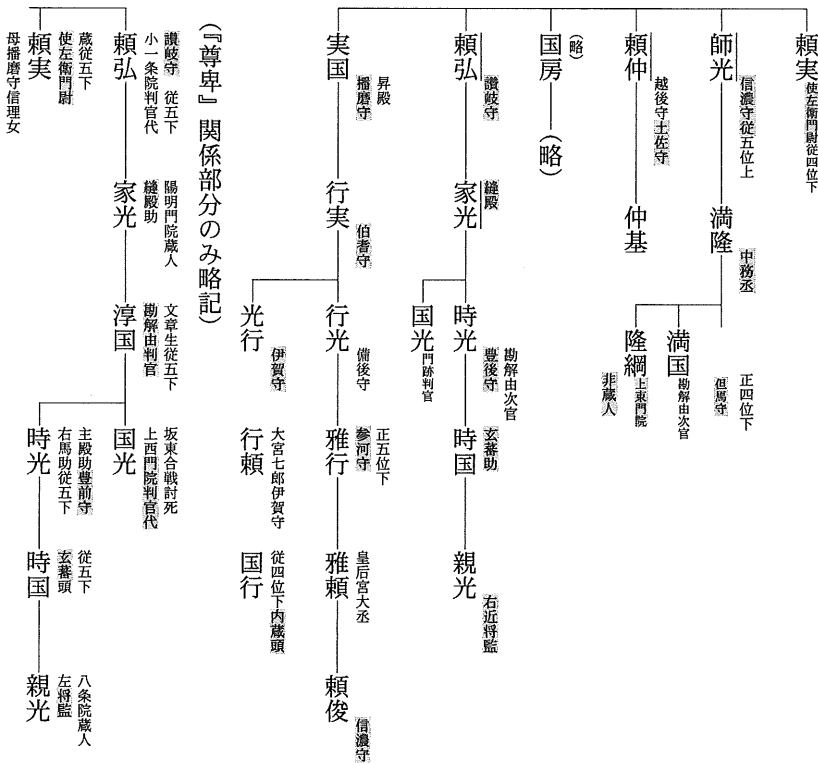 頼実
使左衛門尉従四位下
師光
信濃守従五位上
満隆
中務丞
正四位下
但馬守
満国
勘解由次官
隆綱
上東門院
非蔵人
頼仲
越後守土佐守
仲基
国房
(略)
(略)
頼弘
讃岐守
家光
縫殿
時光
勘解由次官
豊後守
時国
玄蕃助
親光
右近将監
国光
門跡判官
実国
昇殿
播磨守
行実
伯耆守
行光
備後守
雅行
正五位下
参河守
雅頼
皇后宮大丞
頼俊
信濃守
光行
伊賀守
行頼
大宮七郎伊賀守
国行
従四位下内蔵頭
(『尊卑』関係部分のみ略記)
頼弘
讃岐守 従五下
小一条院判官代
家光
陽明門院蔵人
縫殿助
淳国
文章生従五下
勘解由判官
国光
坂東合戦討死
上西門院判官代
時光
主殿助豊前守
右馬助従五下
時国
従五下
玄蕃頭
親光
八条院蔵人
左将監
頼実
蔵従五下
使左衛門尉
母播磨守信理女